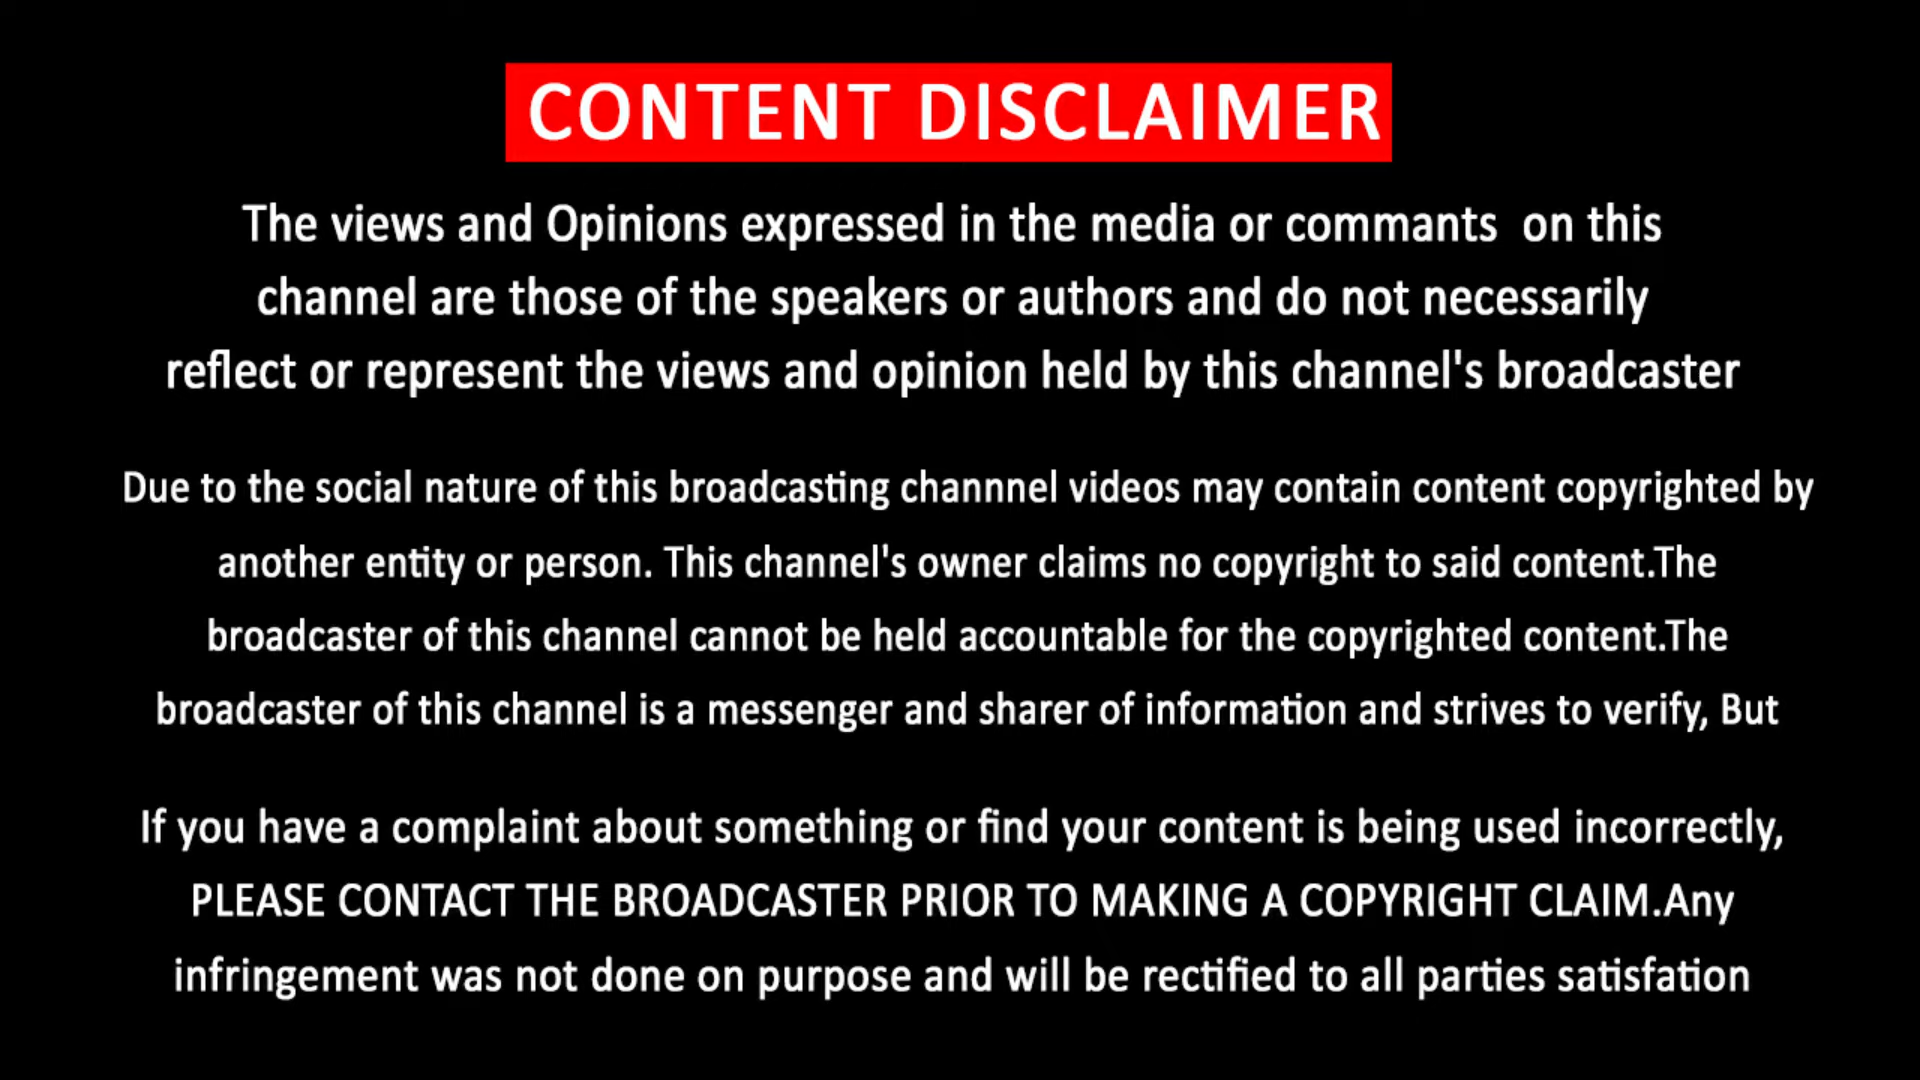 CONTENT DISCLAIMER
The views and Opinions expressed in the media or commants on this
channel are those of the speakers or authors and do not necessarily
reflect or represent the views and opinion held by this channel's broadcaster
Due to the social nature of this broadcasting channnel videos may contain content copyrighted by
another entity or person. This channel's owner claims no copyright to said content.The
broadcaster of this channel cannot be held accountable for the copyrighted content.The
broadcaster of this channel is a messenger and sharer of information and strives to verify, But
If you have a complaint about something or find your content is being used incorrectly,
PLEASE CONTACT THE BROADCASTER PRIOR TO MAKING A COPYRIGHT CLAIM.Any
infringement was not done on purpose and will be rectified to all parties satisfation